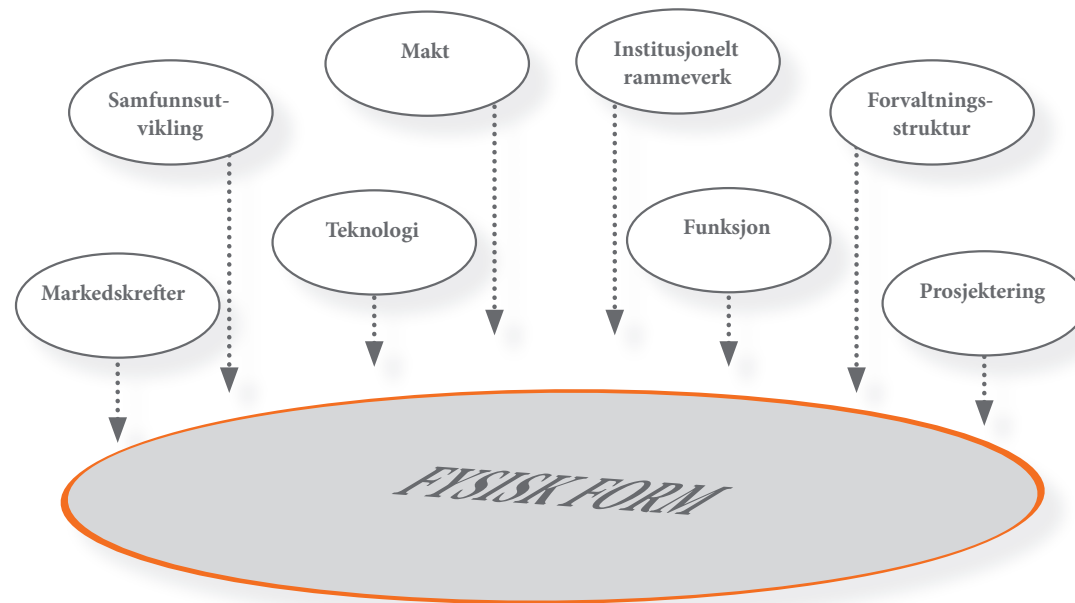 Makt
Institusjonelt
rammeverk
Samfunnsut-
vikling
Forvaltnings-
struktur
Teknologi
Funksjon
Markedskrefter
Prosjektering
FYSISK FORM